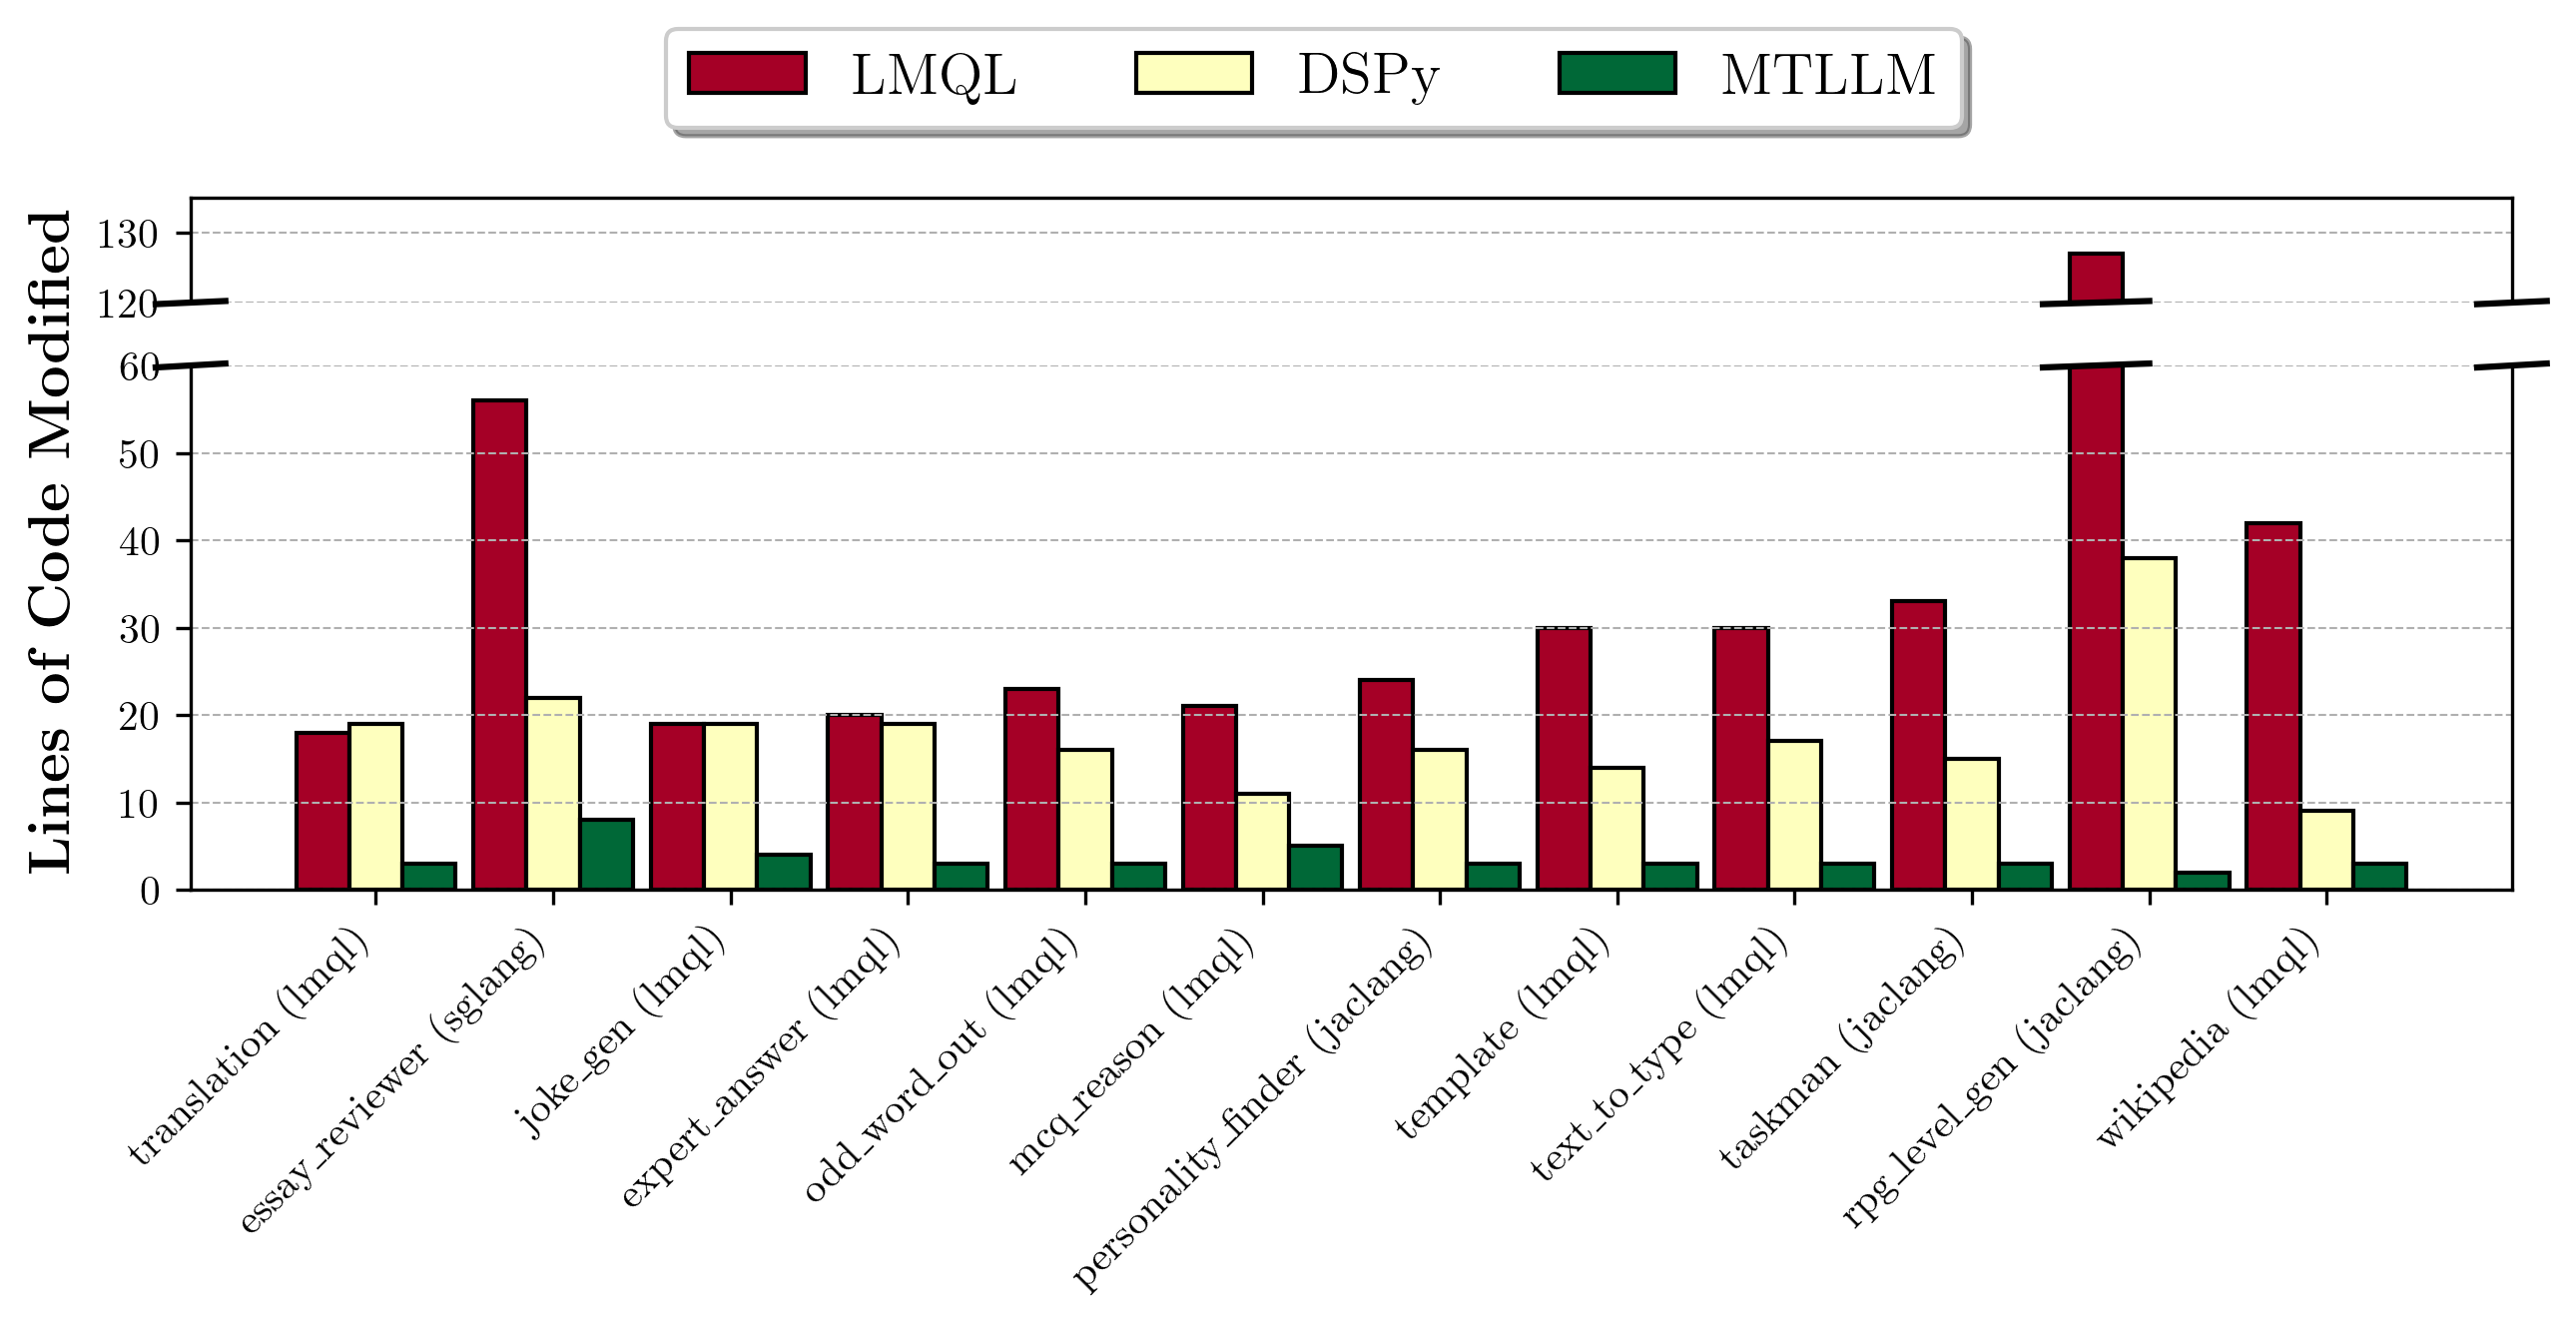 LMQL DSPy MTLLM
Lines of Code Modified
130
120
60
50
40
30
20
10
0
translation (lmql)
essay_reviewer (sglang)
joke_gen (lmql)
expert_answer (lmql)
odd_word_out (lmql)
mcq_reason (lmql)
personality_finder (jaclang)
template (lmql)
text_to_type (lmql)
taskman (jaclang)
rpg_level_gen (jaclang)
wikipedia (lmql)